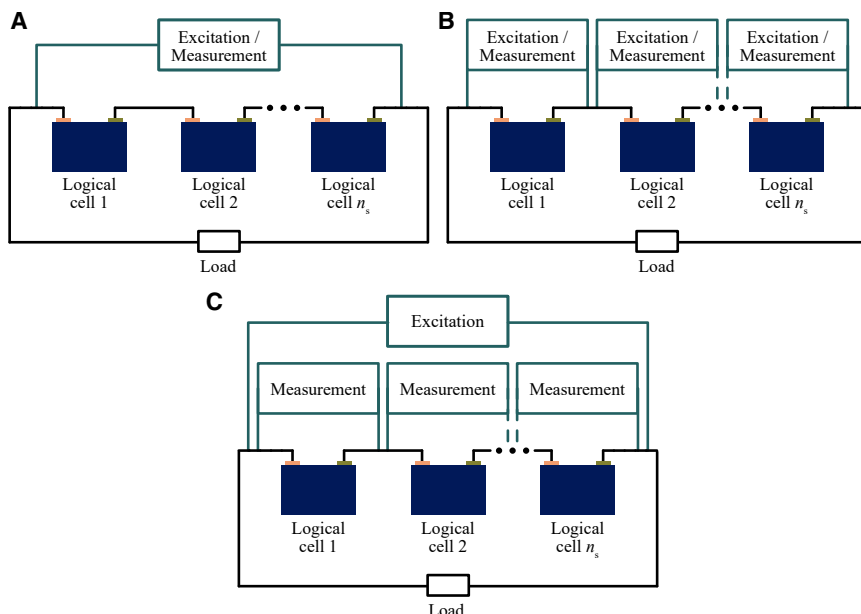 A
Excitation /
Measurement
Logical
cell 1
Logical
cell 2
Logical
cell nₛ
Load
B
Excitation /
Measurement
Excitation /
Measurement
Excitation /
Measurement
Logical
cell 1
Logical
cell 2
Logical
cell nₛ
Load
C
Excitation
Measurement
Measurement
Measurement
Logical
cell 1
Logical
cell 2
Logical
cell nₛ
Load